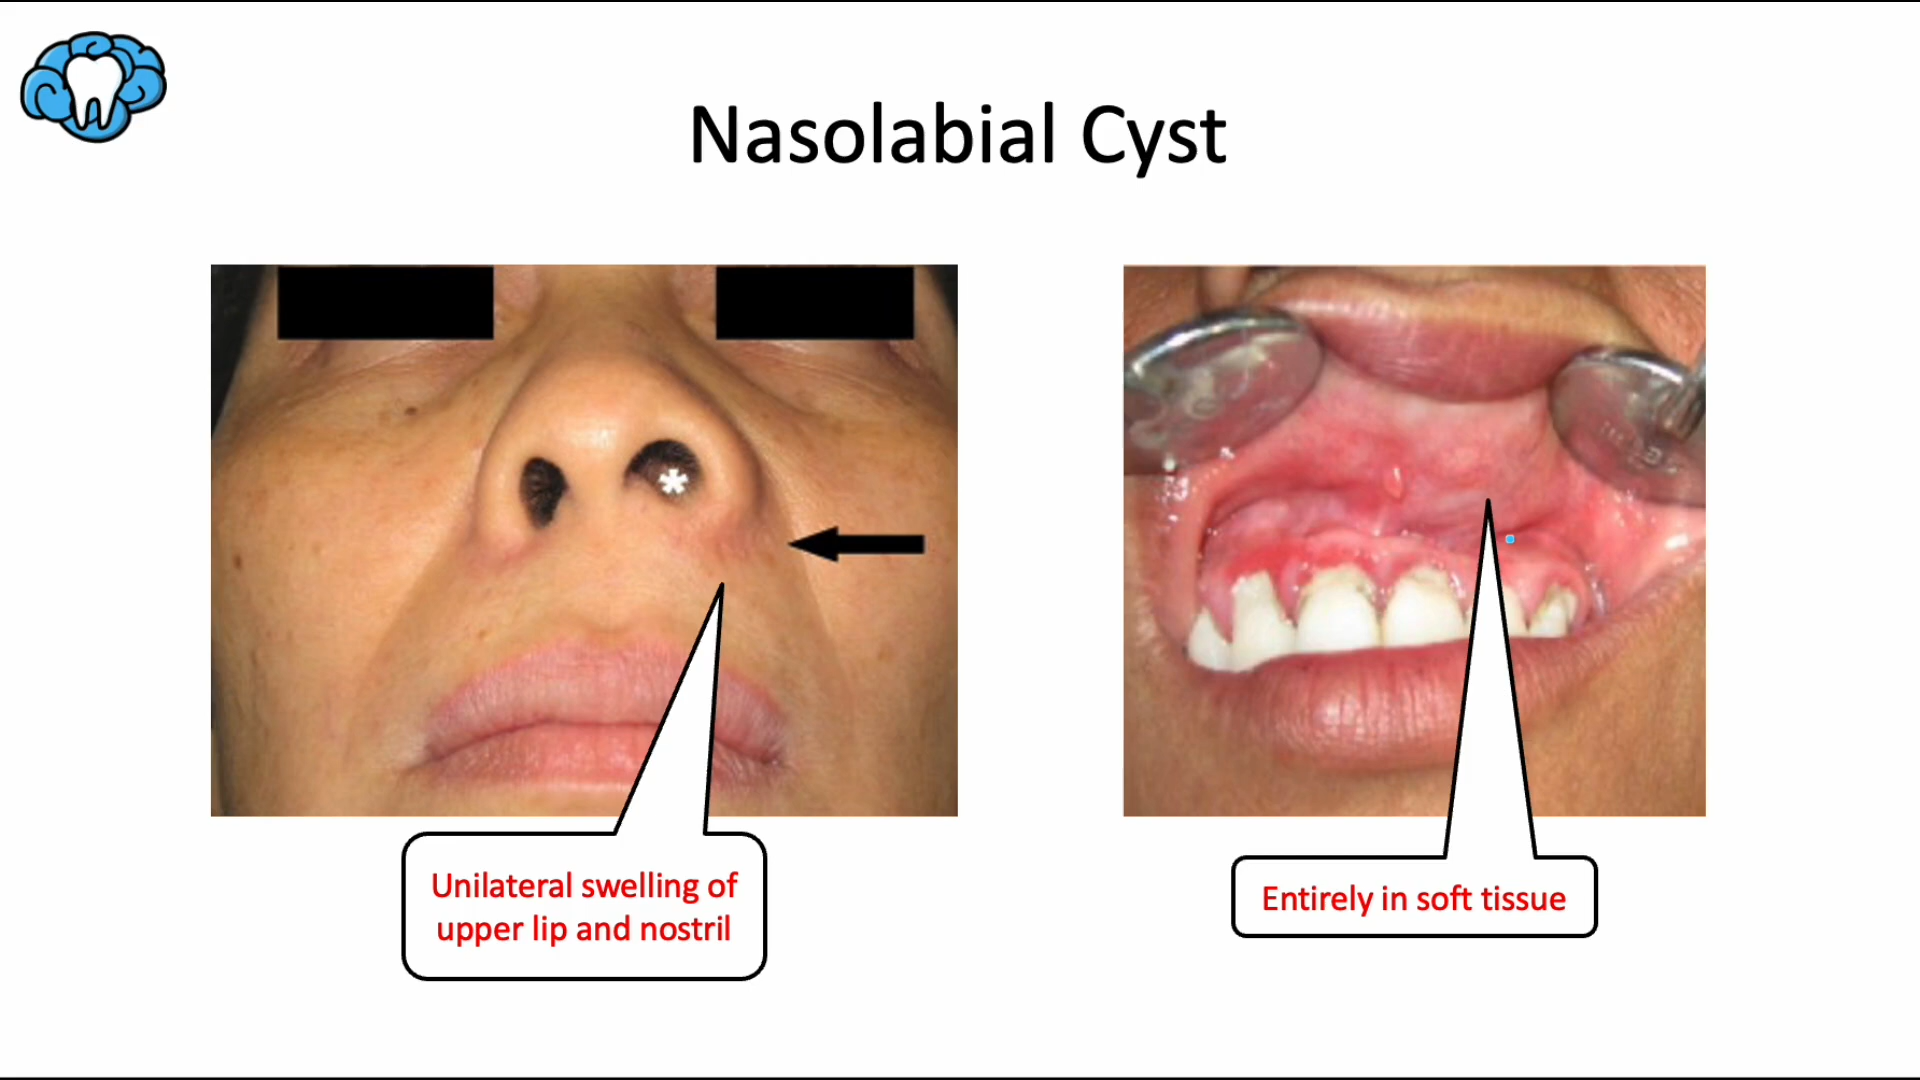 Nasolabial Cyst
*
Unilateral swelling of
upper lip and nostril
Entirely in soft tissue